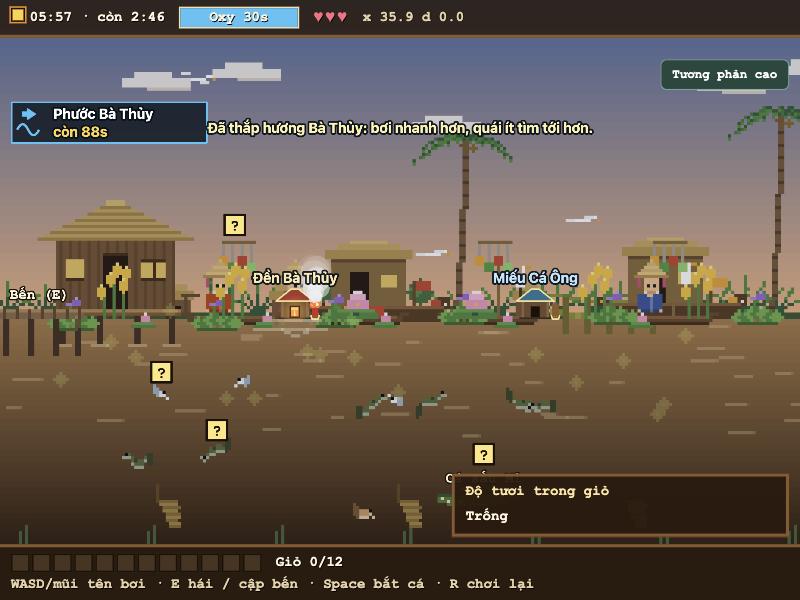 05:57 · còn 2:46
Oxy 30s
x 35.9 d 0.0
Tương phản cao
Phước Bà Thủy
còn 88s
Đã thắp hương Bà Thủy: bơi nhanh hơn, quái ít tìm tới hơn.
?
Đền Bà Thủy
Miếu Cá Ông
Bến (E)
?
?
?
Độ tươi trong giỏ
Trống
Giỏ 0/12
WASD/mũi tên bơi · E hái / cập bến · Space bắt cá · R chơi lại